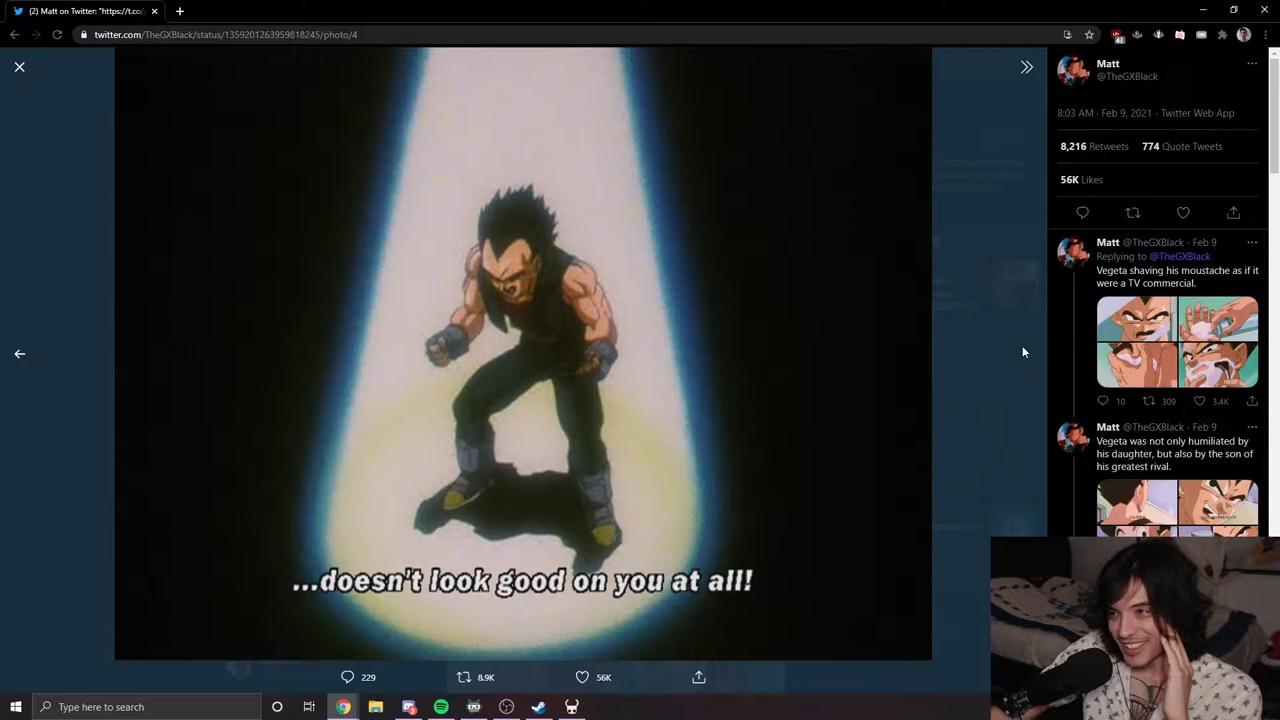 (2) Matt on Twitter: "https://t.co/
twitter.com/TheGXBlack/status/1359201263959818245/photo/4
43
...doesn't look good on you at all!
229
8.9K
56K
Matt
@TheGXBlack
8:03 AM · Feb 9, 2021 · Twitter Web App
8,216 Retweets 774 Quote Tweets
56K Likes
Matt @TheGXBlack · Feb 9
Replying to @TheGXBlack
Vegeta shaving his moustache as if it
were a TV commercial.
10 309 3.4K
Matt @TheGXBlack · Feb 9
Vegeta was not only humiliated by
his daughter, but also by the son of
his greatest rival.
Type here to search